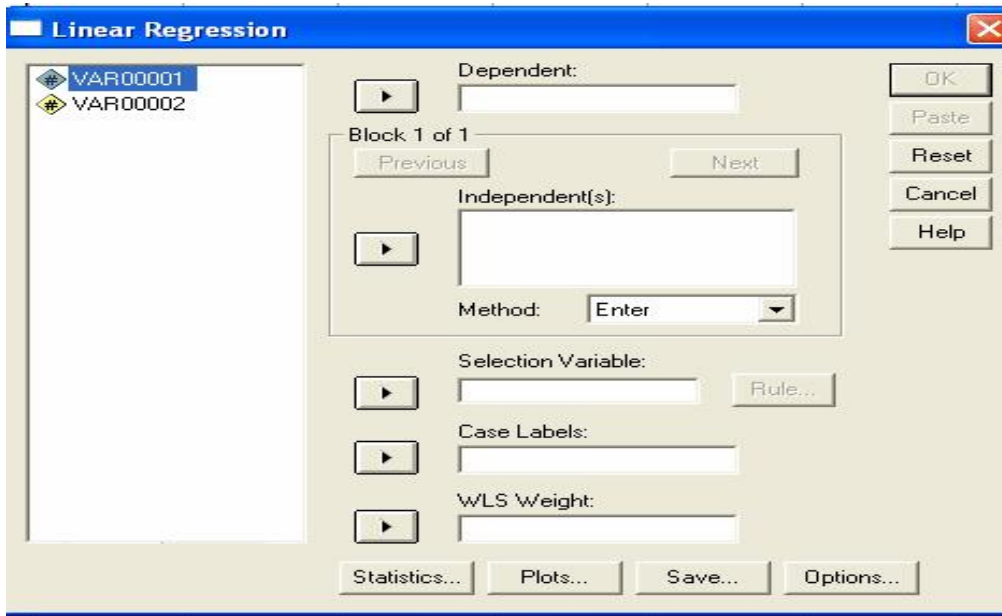 Linear Regression
VAR00001
VAR00002
Dependent:
Block 1 of 1
Previous
Next
Independent(s):
Method:
Enter
Selection Variable:
Rule...
Case Labels:
WLS Weight:
Statistics...
Plots...
Save...
Options...
OK
Paste
Reset
Cancel
Help